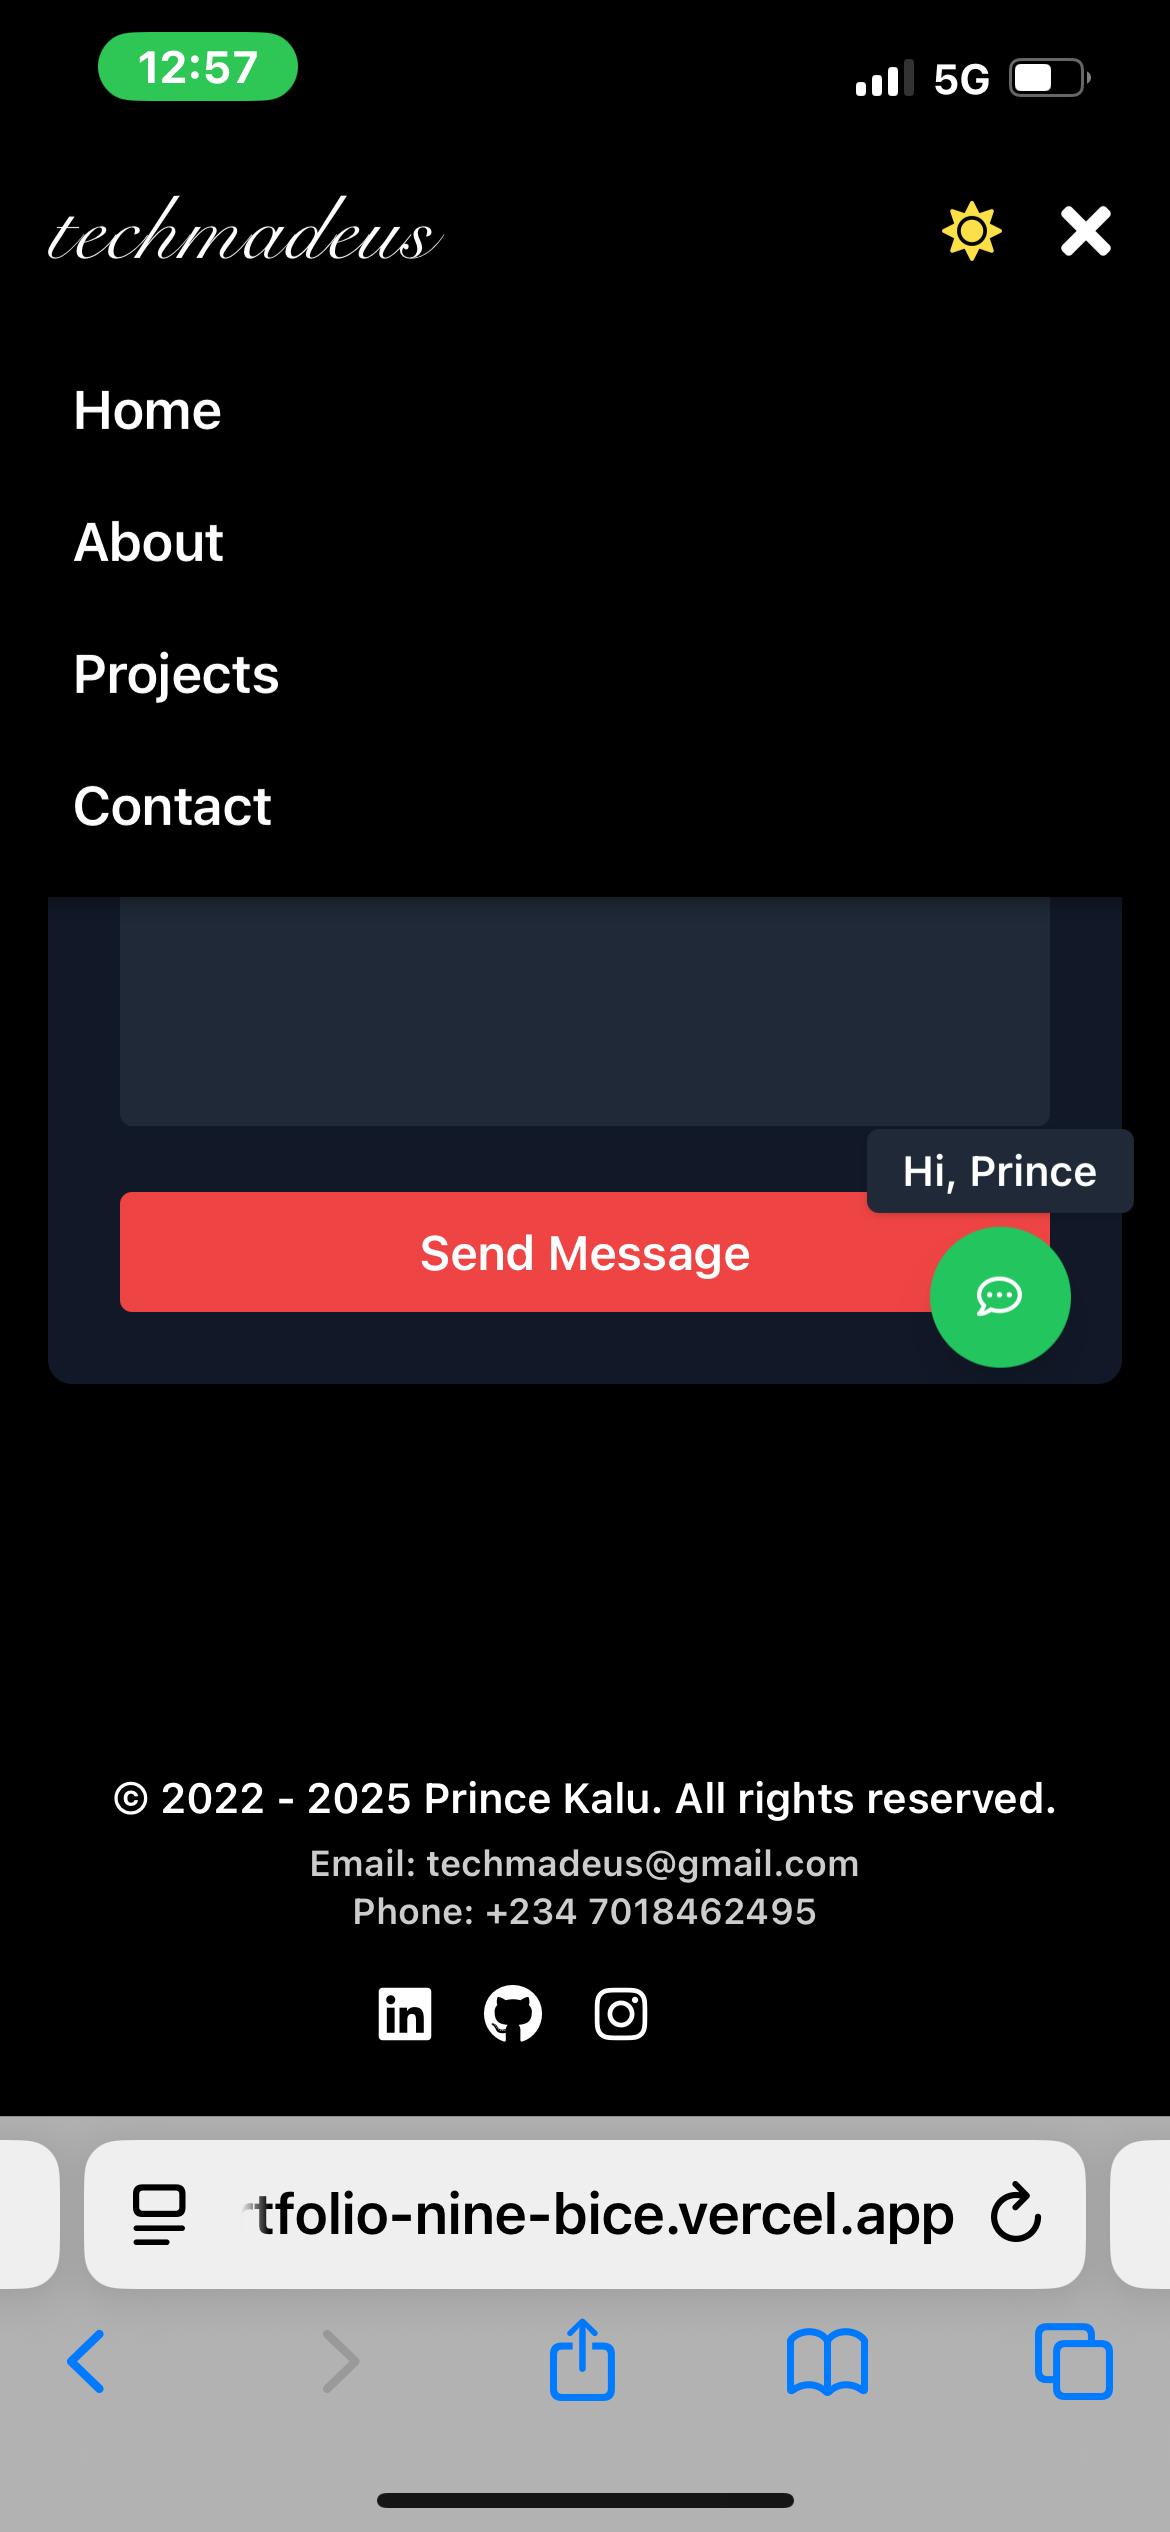 12:57
5G
techmadeus
Home
About
Projects
Contact
Hi, Prince
Send Message
© 2022 - 2025 Prince Kalu. All rights reserved.
Email: techmadeus@gmail.com
Phone: +234 7018462495
in
tfolio-nine-bice.vercel.app